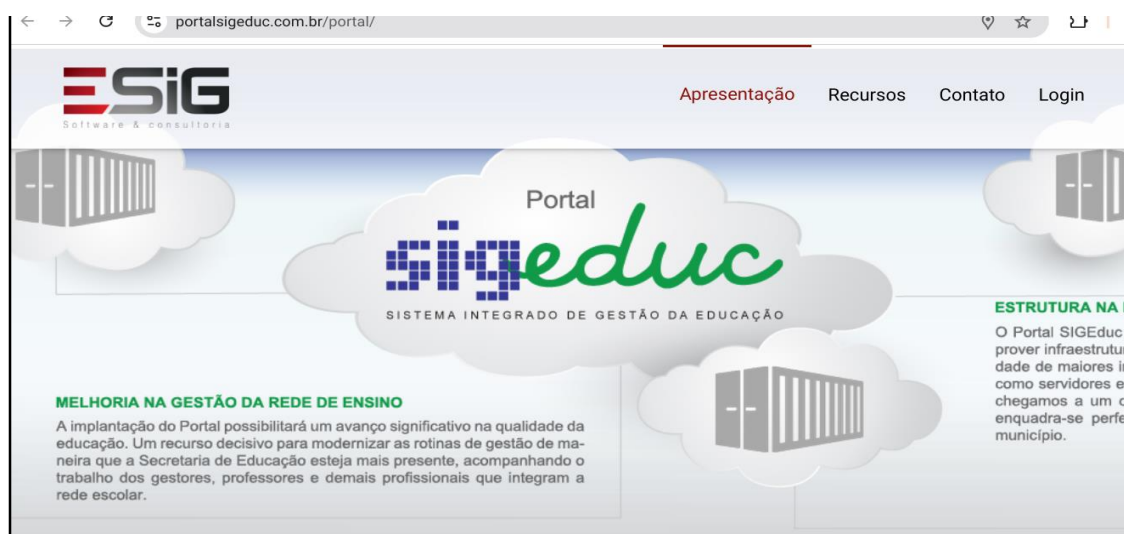 portalsigeduc.com.br/portal/
ESiG
Software & consultoria
Apresentação Recursos Contato Login
Portal
sigeduc
SISTEMA INTEGRADO DE GESTÃO DA EDUCAÇÃO
MELHORIA NA GESTÃO DA REDE DE ENSINO
A implantação do Portal possibilitará um avanço significativo na qualidade da
educação. Um recurso decisivo para modernizar as rotinas de gestão de ma-
neira que a Secretaria de Educação esteja mais presente, acompanhando o
trabalho dos gestores, professores e demais profissionais que integram a
rede escolar.
ESTRUTURA NA
O Portal SIGEduc
prover infraestrutu
dade de maiores i
como servidores e
chegamos a um
enquadra-se perfe
município.